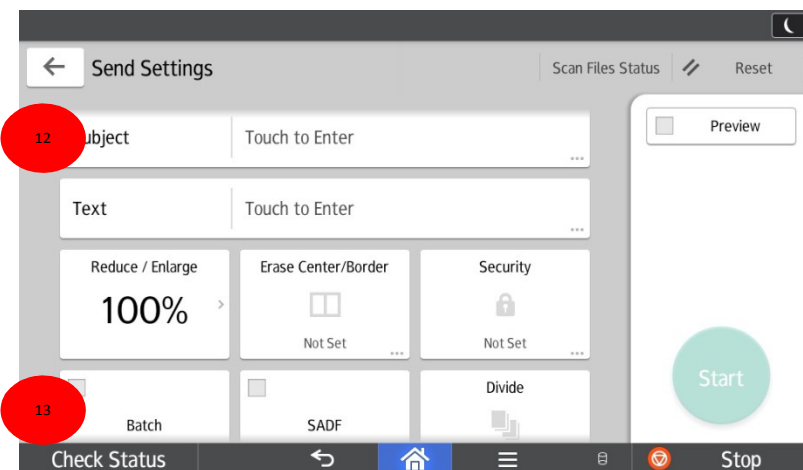 Send Settings
Scan Files Status
Reset
12
ubject
Touch to Enter
Preview
Text
Touch to Enter
Reduce / Enlarge
100%
Erase Center/Border
Not Set
Security
Not Set
Start
13
Batch
SADF
Divide
Check Status
Stop